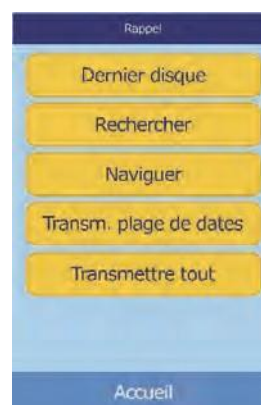 Rappel
Dernier disque
Rechercher
Naviguer
Transm. plage de dates
Transmettre tout
Accueil